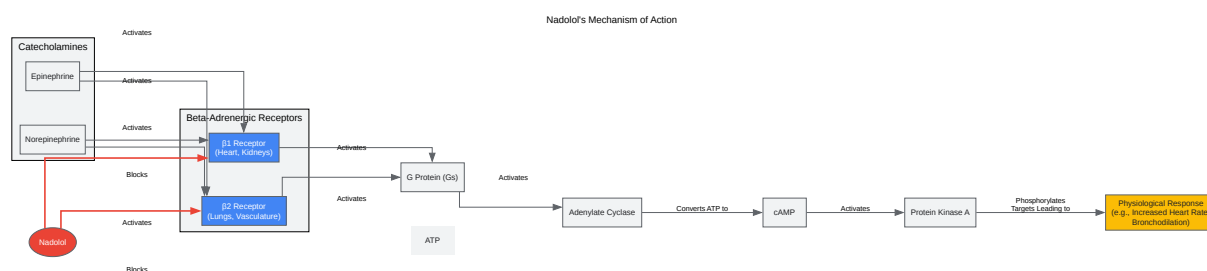 Nadolol's Mechanism of Action
Activates
Catecholamines
Epinephrine
Activates
Beta-Adrenergic Receptors
Activates
Norepinephrine
β1 Receptor
(Heart, Kidneys)
Activates
Blocks
G Protein (Gs)
Activates
Activates
β2 Receptor
(Lungs, Vasculature)
Activates
Adenylate Cyclase
Converts ATP to
cAMP
Activates
Protein Kinase A
Phosphorylates
Targets Leading to
Physiological Response
(e.g., Increased Heart Rate
Bronchodilation)
Nadolol
ATP
Blocks